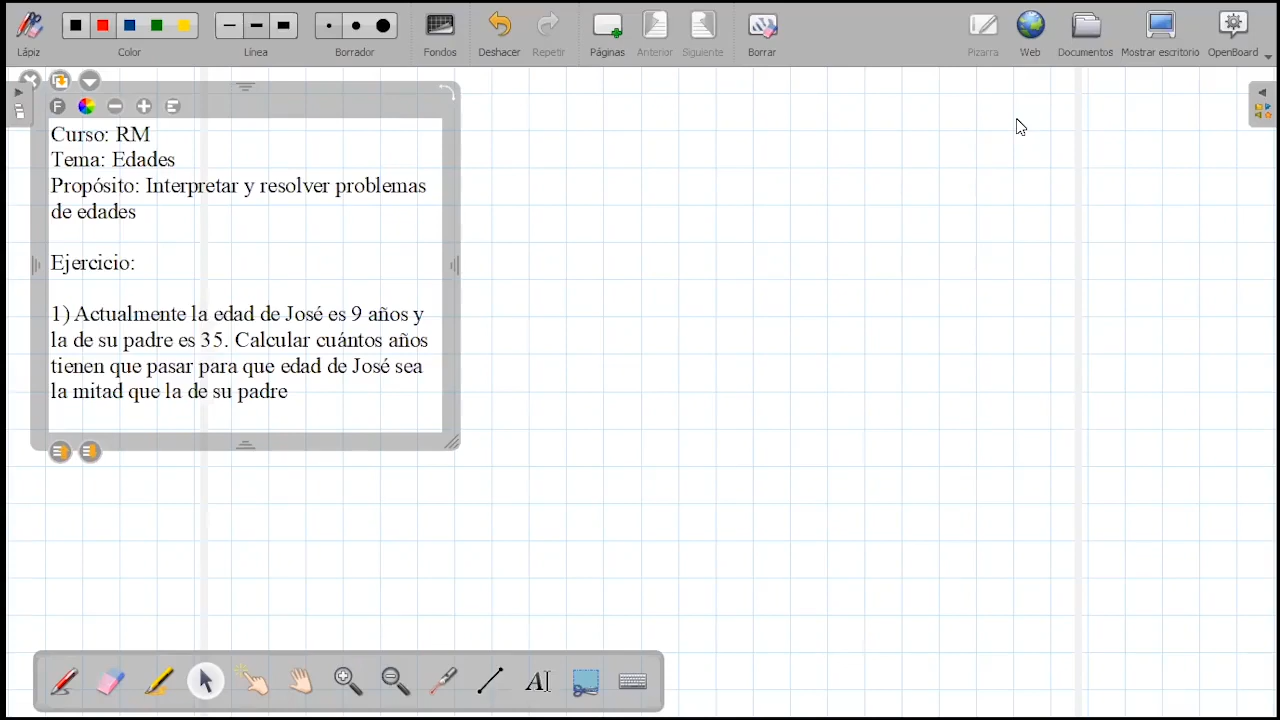 Lápiz
Color
Línea
Borrador
Fondos
Deshacer
Repetir
Páginas
Anterior
Siguiente
Borrar
Pizarra
Web
Documentos
Mostrar escritorio
OpenBoard
F
Curso: RM
Tema: Edades
Propósito: Interpretar y resolver problemas
de edades
Ejercicio:
1) Actualmente la edad de José es 9 años y
la de su padre es 35. Calcular cuántos años
tienen que pasar para que edad de José sea
la mitad que la de su padre